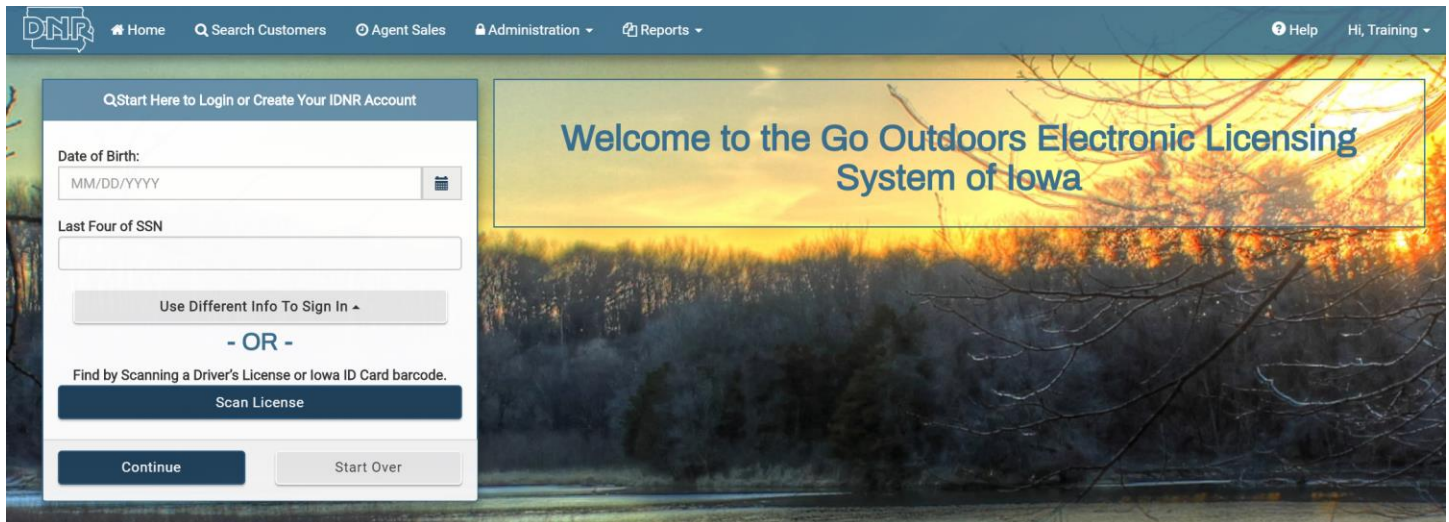 DNR Home Search Customers Agent Sales Administration Reports Help Hi, Training
Start Here to Login or Create Your IDNR Account
Date of Birth:
MM/DD/YYYY
Last Four of SSN
Use Different Info To Sign In
- OR -
Find by Scanning a Driver's License or Iowa ID Card barcode.
Scan License
Continue Start Over
Welcome to the Go Outdoors Electronic Licensing
System of Iowa